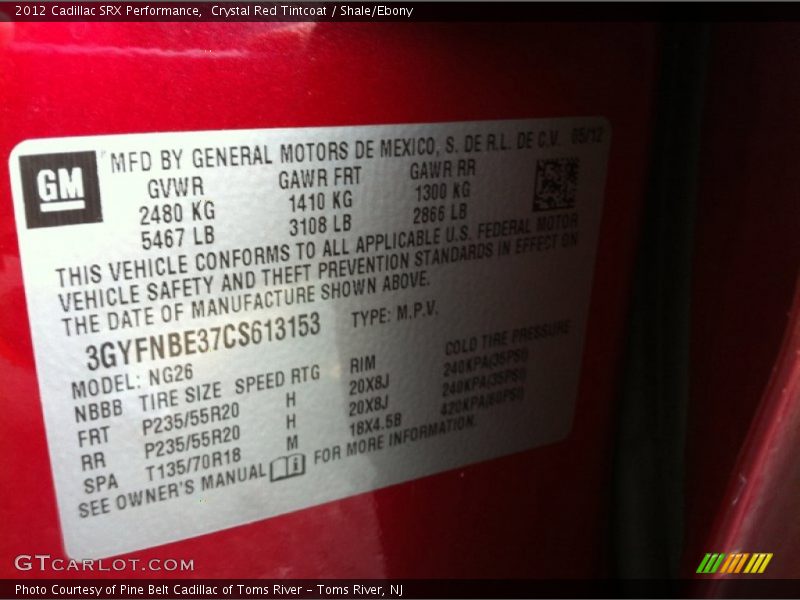 2012 Cadillac SRX Performance, Crystal Red Tintcoat / Shale/Ebony
GM
MFD BY GENERAL MOTORS DE MEXICO, S. DE R.L. DE C.V. 05/12
GVWR GAWR FRT GAWR RR
2480 KG 1410 KG 1300 KG
5467 LB 3108 LB 2866 LB
THIS VEHICLE CONFORMS TO ALL APPLICABLE U.S. FEDERAL MOTOR
VEHICLE SAFETY AND THEFT PREVENTION STANDARDS IN EFFECT ON
THE DATE OF MANUFACTURE SHOWN ABOVE.
3GYFNBE37CS613153 TYPE: M.P.V.
MODEL: NG26
NBBB TIRE SIZE SPEED RTG RIM COLD TIRE PRESSURE
FRT P235/55R20 H 20X8J 240KPA(35PSI)
RR P235/55R20 H 20X8J 240KPA(35PSI)
SPA T135/70R18 M 18X4.5B 420KPA(60PSI)
SEE OWNER'S MANUAL FOR MORE INFORMATION.
GTCARLOT.COM
Photo Courtesy of Pine Belt Cadillac of Toms River - Toms River, NJ